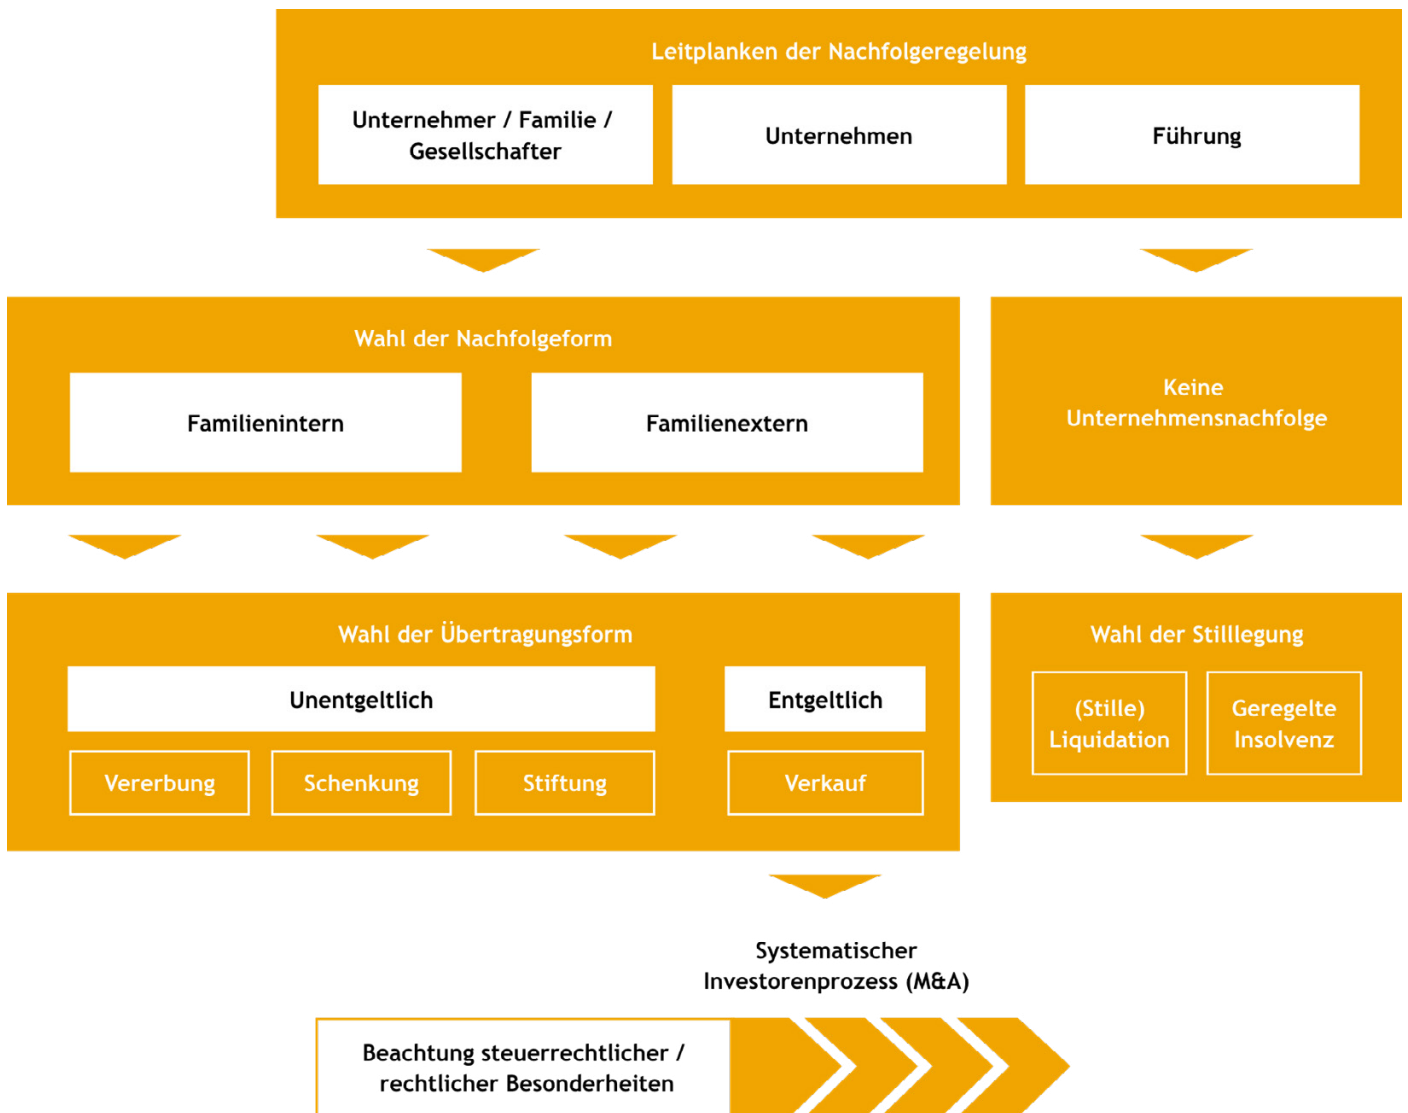 Leitplanken der Nachfolgeregelung
Unternehmer / Familie /
Gesellschafter
Unternehmen
Führung
Wahl der Nachfolgeform
Familienintern
Familienextern
Keine
Unternehmensnachfolge
Wahl der Übertragungsform
Unentgeltlich
Entgeltlich
Vererbung
Schenkung
Stiftung
Verkauf
Wahl der Stilllegung
(Stille)
Liquidation
Geregelte
Insolvenz
Systematischer
Investorenprozess (M&A)
Beachtung steuerrechtlicher /
rechtlicher Besonderheiten